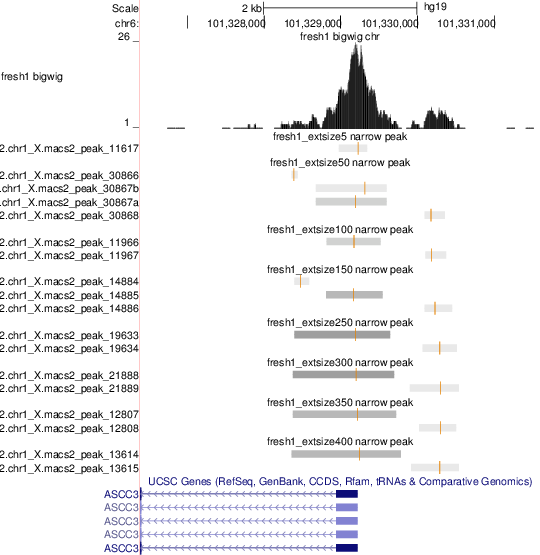 Scale 2 kb hg19
chr6: 101,328,000 101,329,000 101,330,000 101,331,000
fresh1 bigwig chr
26
fresh1 bigwig
1
fresh1_extsize5 narrow peak
2.chr1_X.macs2_peak_11617
fresh1_extsize50 narrow peak
2.chr1_X.macs2_peak_30866
.chr1_X.macs2_peak_30867b
.chr1_X.macs2_peak_30867a
2.chr1_X.macs2_peak_30868
fresh1_extsize100 narrow peak
2.chr1_X.macs2_peak_11966
2.chr1_X.macs2_peak_11967
fresh1_extsize150 narrow peak
2.chr1_X.macs2_peak_14884
2.chr1_X.macs2_peak_14885
2.chr1_X.macs2_peak_14886
fresh1_extsize250 narrow peak
2.chr1_X.macs2_peak_19633
2.chr1_X.macs2_peak_19634
fresh1_extsize300 narrow peak
2.chr1_X.macs2_peak_21888
2.chr1_X.macs2_peak_21889
fresh1_extsize350 narrow peak
2.chr1_X.macs2_peak_12807
2.chr1_X.macs2_peak_12808
fresh1_extsize400 narrow peak
2.chr1_X.macs2_peak_13614
2.chr1_X.macs2_peak_13615
UCSC Genes (RefSeq, GenBank, CCDS, Rfam, tRNAs & Comparative Genomics)
ASCC3
ASCC3
ASCC3
ASCC3
ASCC3